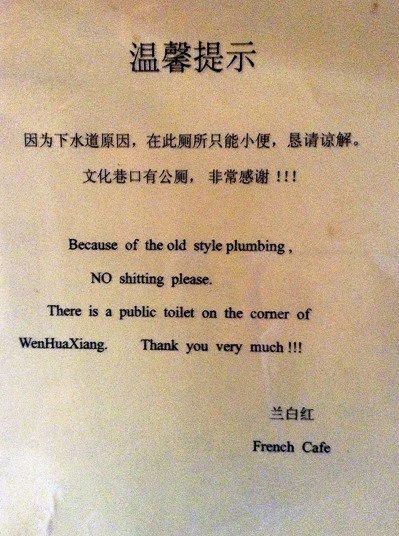 温馨提示
因为下水道原因，在此厕所只能小便，恳请谅解。
文化巷口有公厕， 非常感谢 !!!
Because of the old style plumbing ,
NO shitting please.
There is a public toilet on the corner of
WenHuaXiang. Thank you very much !!!
兰白红
French Cafe